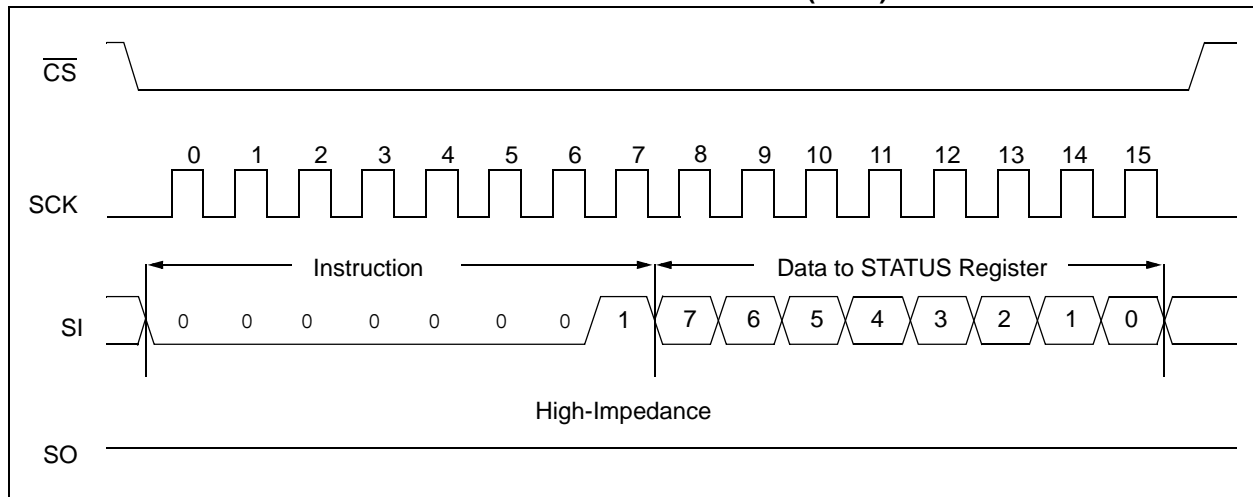 CS
0 1 2 3 4 5 6 7 8 9 10 11 12 13 14 15
SCK
Instruction Data to STATUS Register
SI 0 0 0 0 0 0 0 1 7 6 5 4 3 2 1 0
High-Impedance
SO